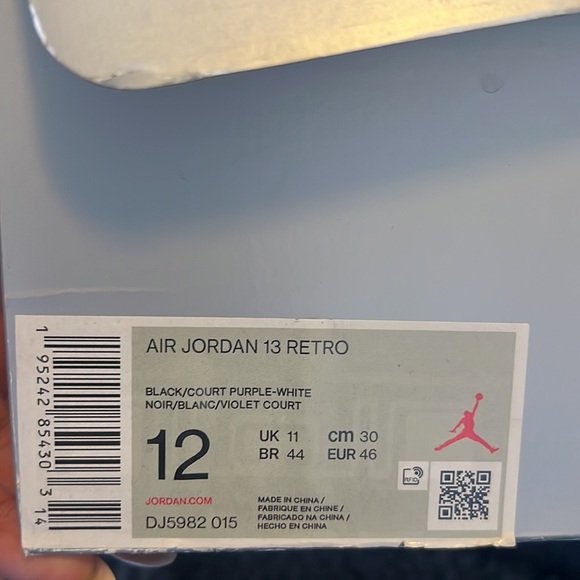 AIR JORDAN 13 RETRO
BLACK/COURT PURPLE-WHITE
NOIR/BLANC/VIOLET COURT
12
UK 11
cm 30
BR 44
EUR 46
JORDAN.COM
DJ5982 015
MADE IN CHINA /
FABRIQUE EN CHINE /
FABRICADO NA CHINA /
HECHO EN CHINA
RFID
1 95242 85430 3 14